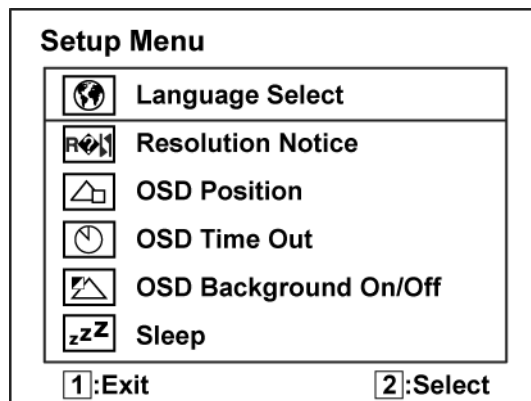 Setup Menu
Language Select
Resolution Notice
OSD Position
OSD Time Out
OSD Background On/Off
zzZ Sleep
1:Exit 2:Select